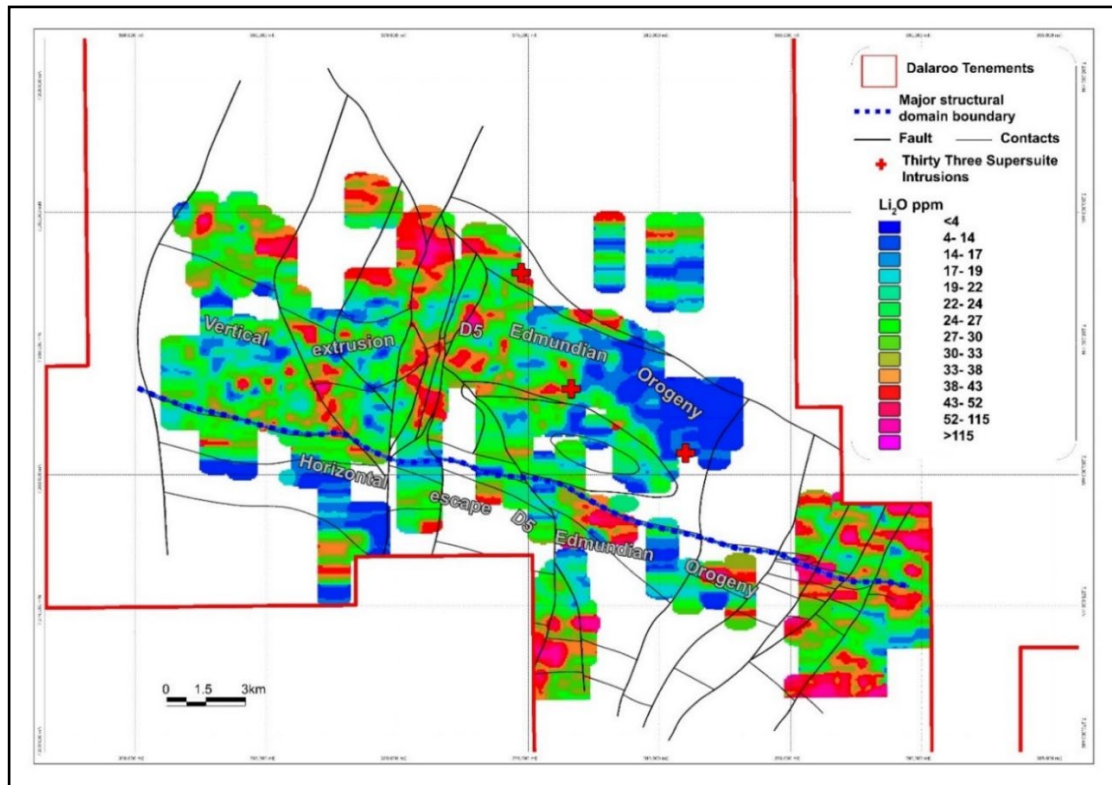 Dalaroo Tenements
Major structural
domain boundary
Fault
Contacts
Thirty Three Supersuite
Intrusions
Li₂O ppm
<4
4- 14
14- 17
17- 19
19- 22
22- 24
24- 27
27- 30
30- 33
33- 38
38- 43
43- 52
52- 115
>115
Vertical extrusion D5 Edmundian Orogeny
Horizontal escape D5 Edmundian Orogeny
0 1.5 3km